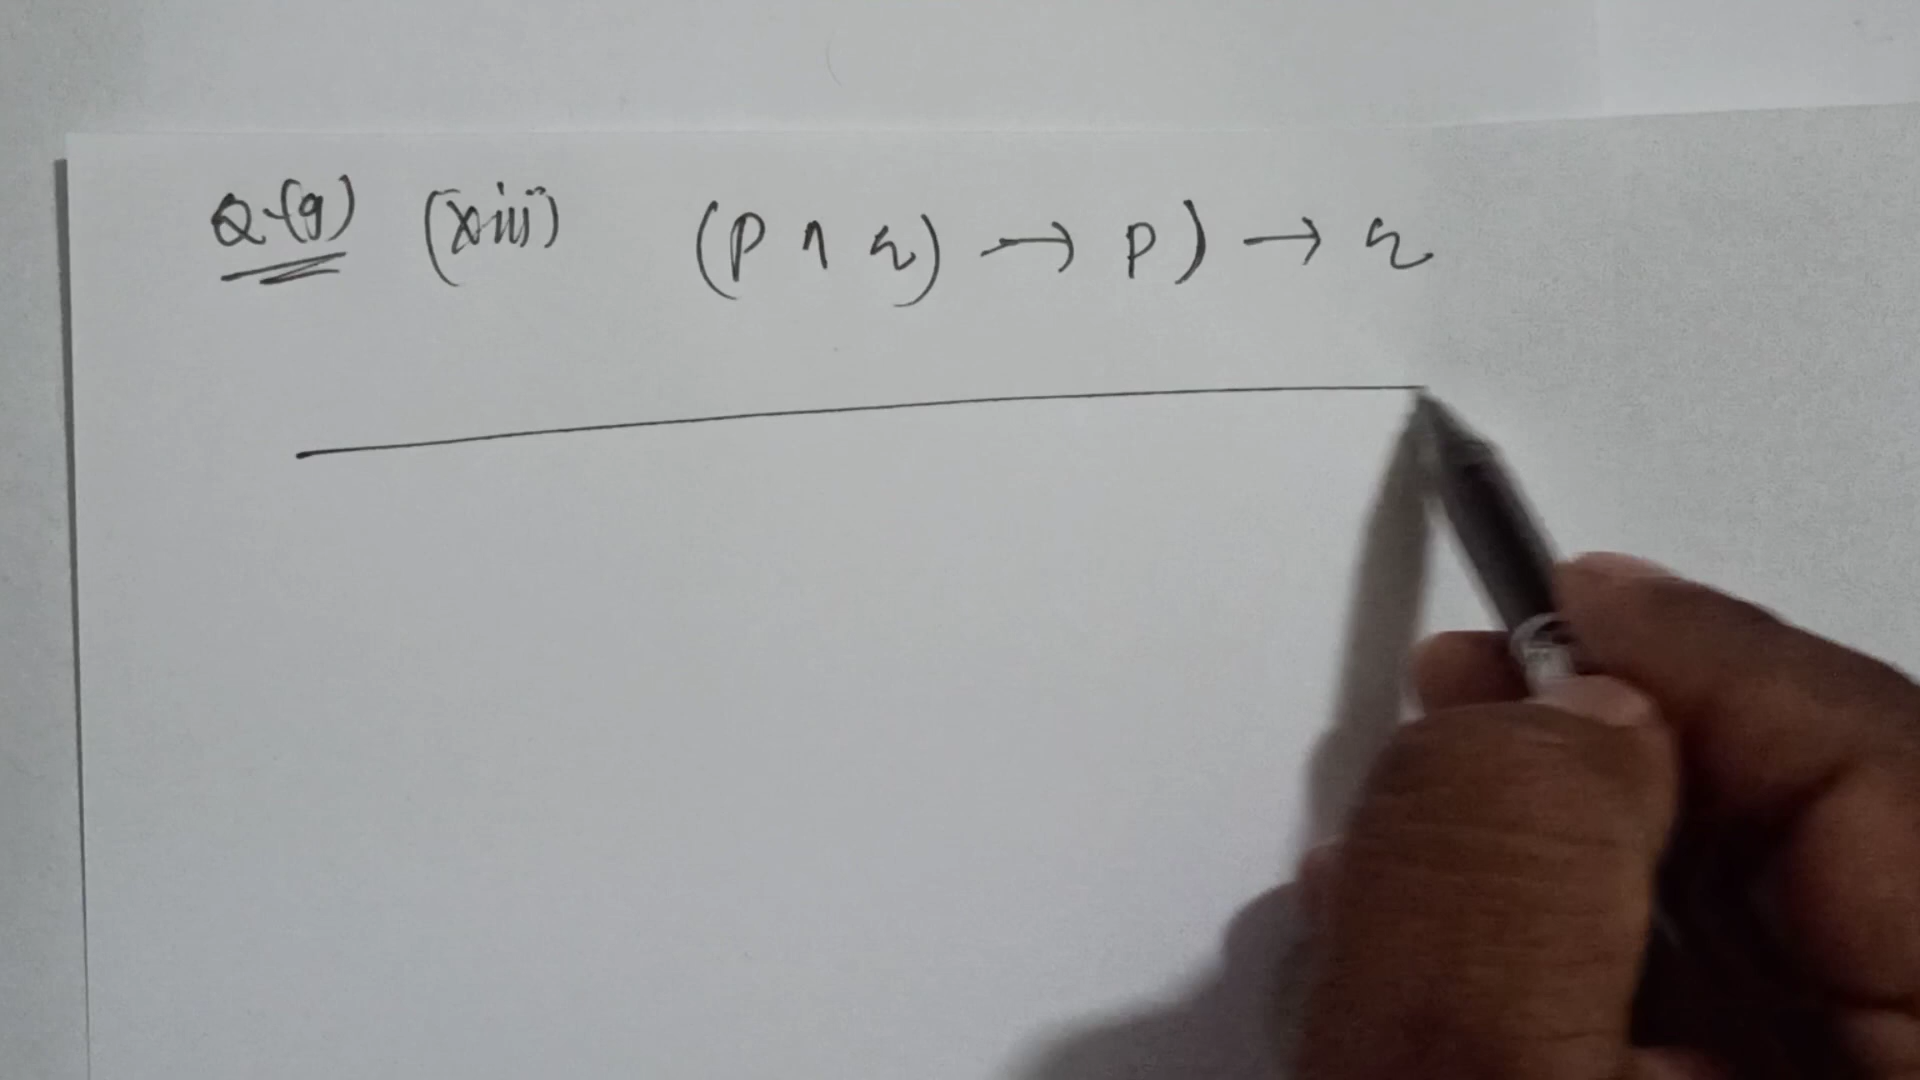 Q.(9) (xiii) (p ∧ q) → p) → q